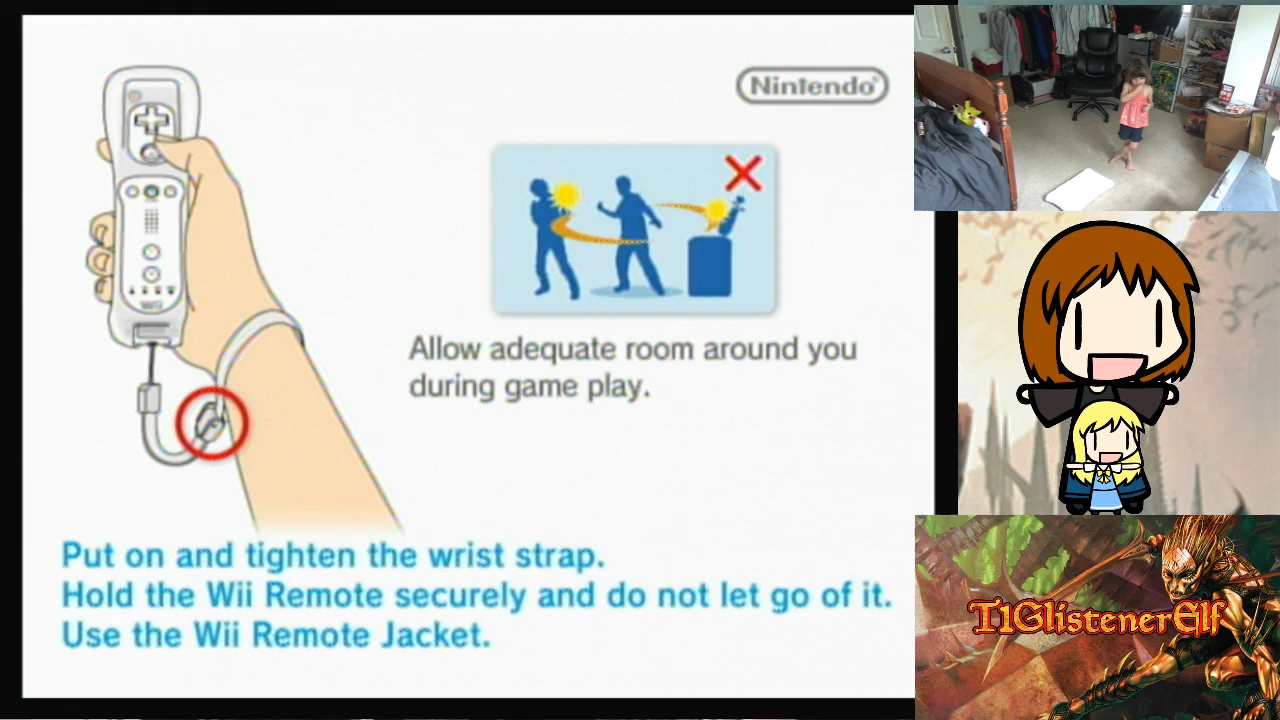 Nintendo®
Allow adequate room around you
during game play.
Put on and tighten the wrist strap.
Hold the Wii Remote securely and do not let go of it.
Use the Wii Remote Jacket.
T1GlistenerElf